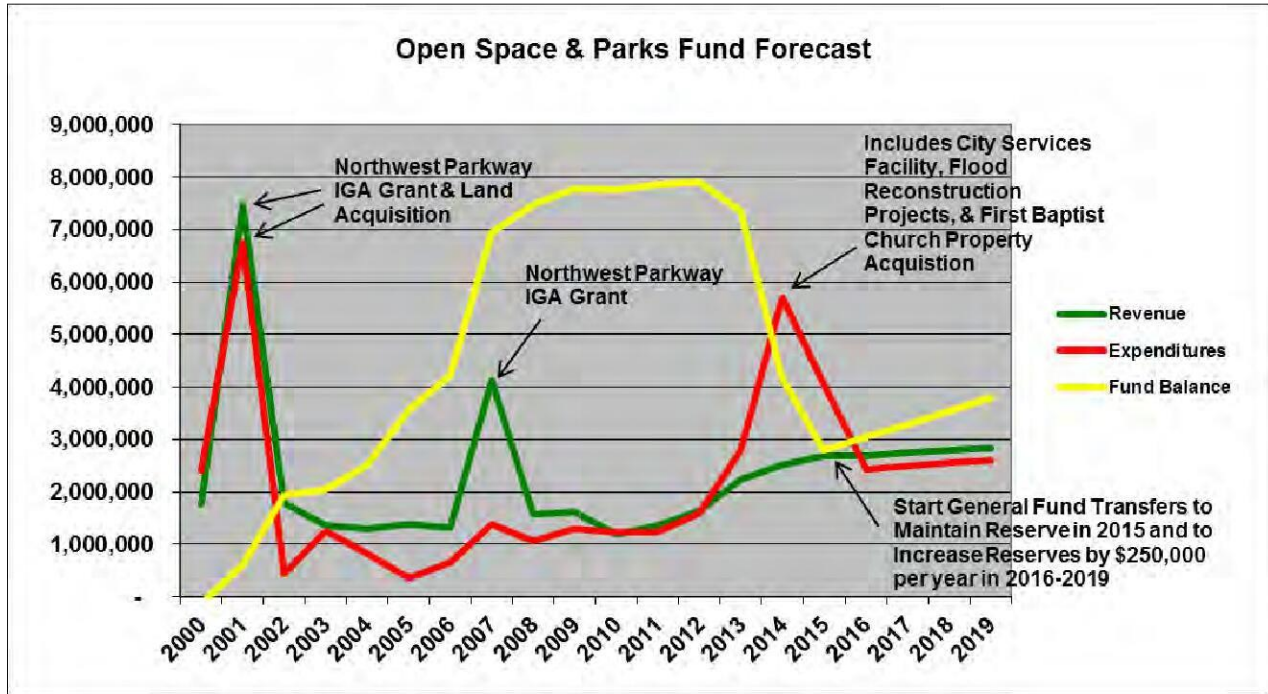 Open Space & Parks Fund Forecast
9,000,000
8,000,000
7,000,000
6,000,000
5,000,000
4,000,000
3,000,000
2,000,000
1,000,000
-
Northwest Parkway
IGA Grant & Land
Acquisition
Northwest Parkway
IGA Grant
Includes City Services
Facility, Flood
Reconstruction
Projects, & First Baptist
Church Property
Acquistion
Start General Fund Transfers to
Maintain Reserve in 2015 and to
Increase Reserves by $250,000
per year in 2016-2019
Revenue
Expenditures
Fund Balance
2000
2001
2002
2003
2004
2005
2006
2007
2008
2009
2010
2011
2012
2013
2014
2015
2016
2017
2018
2019